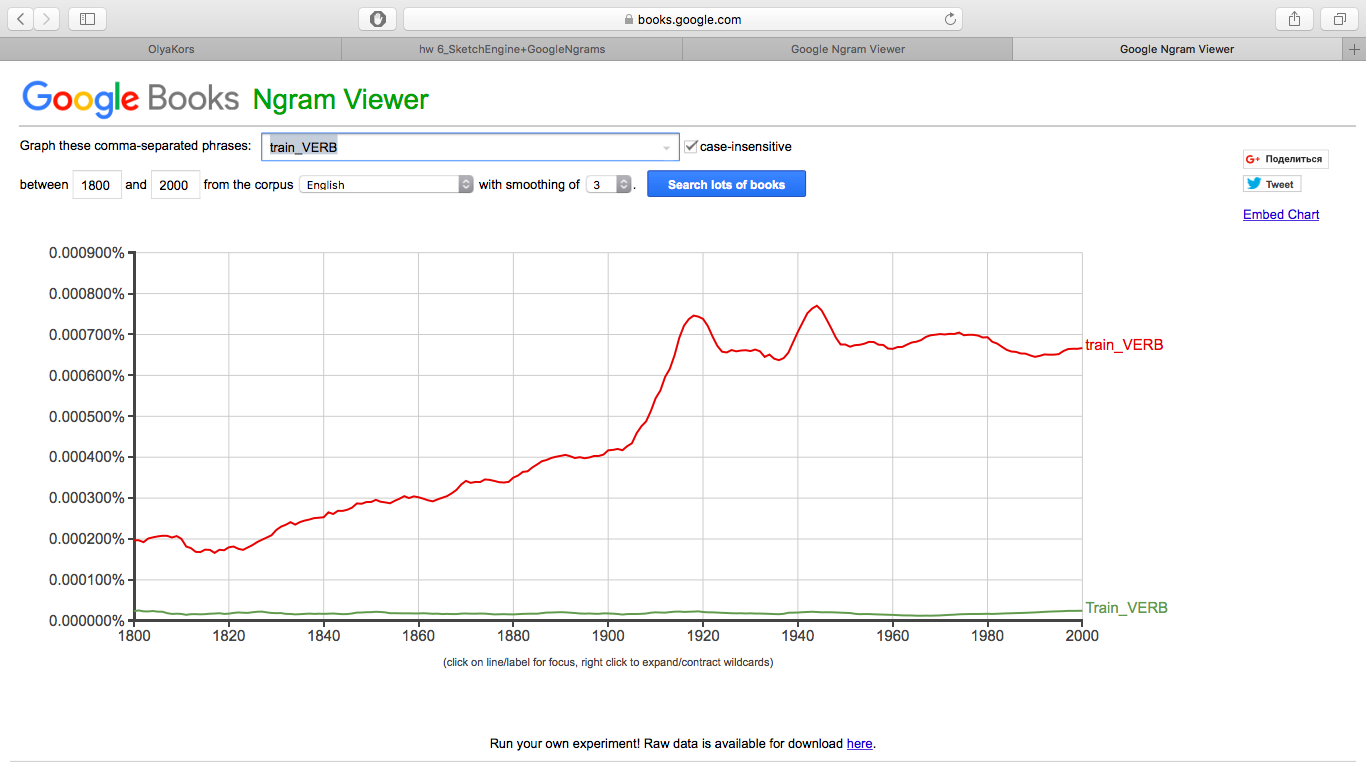 books.google.com
OlyaKors
hw 6_SketchEngine+GoogleNgrams
Google Ngram Viewer
Google Ngram Viewer
Google Books Ngram Viewer
Graph these comma-separated phrases: train_VERB case-insensitive
between 1800 and 2000 from the corpus English with smoothing of 3 . Search lots of books
G+ Поделиться
Tweet
Embed Chart
0.000900%
0.000800%
0.000700%
0.000600%
0.000500%
0.000400%
0.000300%
0.000200%
0.000100%
0.000000%
train_VERB
Train_VERB
1800 1820 1840 1860 1880 1900 1920 1940 1960 1980 2000
(click on line/label for focus, right click to expand/contract wildcards)
Run your own experiment! Raw data is available for download here.